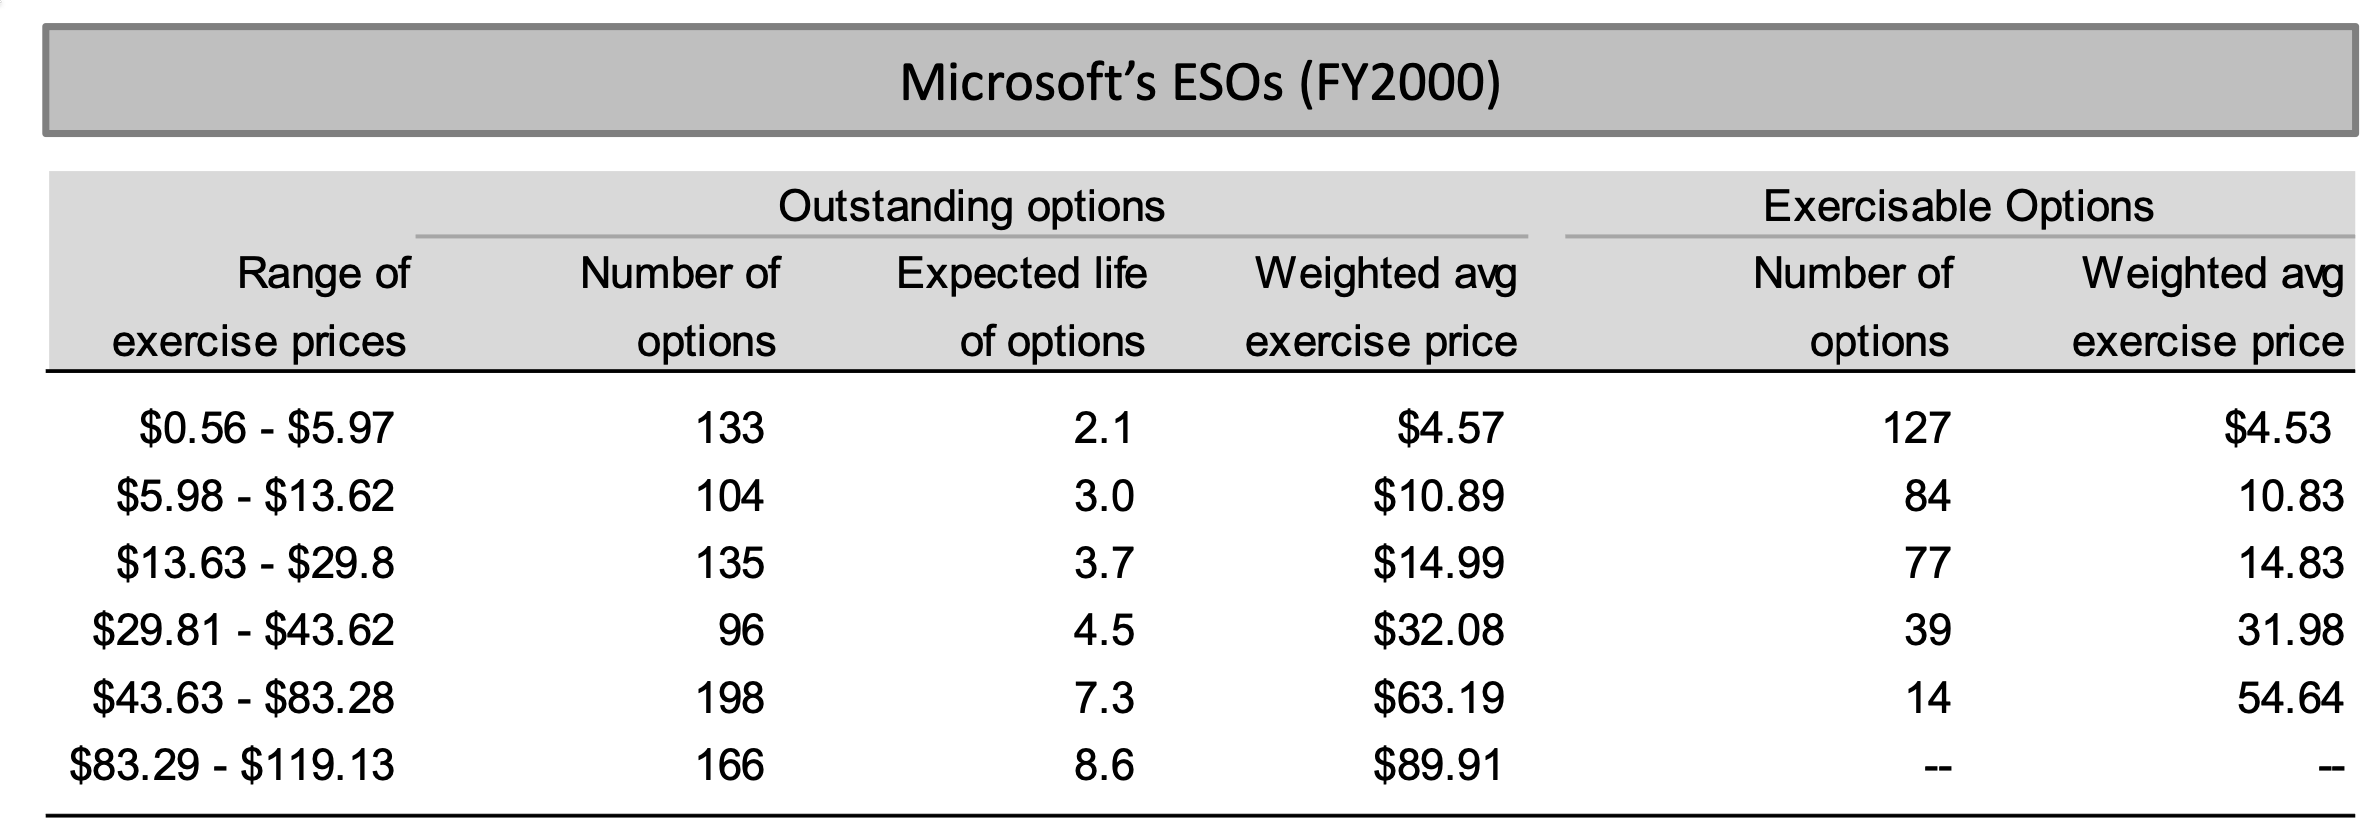 Microsoft’s ESOs (FY2000)
Outstanding options Exercisable Options
Range of Number of Expected life Weighted avg Number of Weighted avg
exercise prices options of options exercise price options exercise price
$0.56 - $5.97 133 2.1 $4.57 127 $4.53
$5.98 - $13.62 104 3.0 $10.89 84 10.83
$13.63 - $29.8 135 3.7 $14.99 77 14.83
$29.81 - $43.62 96 4.5 $32.08 39 31.98
$43.63 - $83.28 198 7.3 $63.19 14 54.64
$83.29 - $119.13 166 8.6 $89.91 -- --